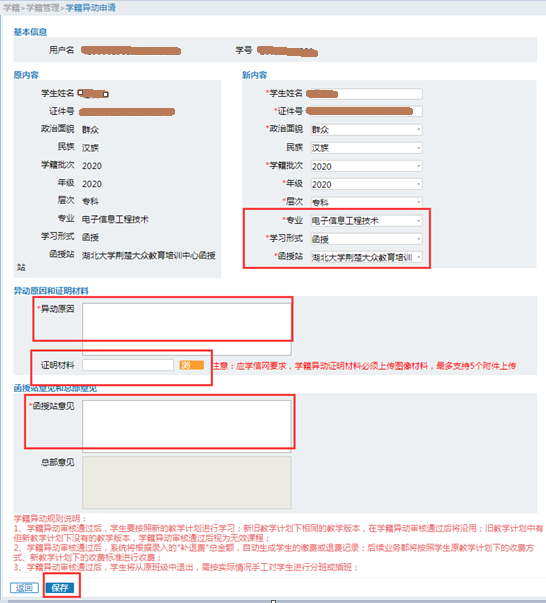 学籍>学籍管理>学籍异动申请
基本信息
用户名 学号
原内容 新内容
学生姓名 *学生姓名
证件号 *证件号
政治面貌 群众 *政治面貌 群众
民族 汉族 民族 汉族
学籍批次 2020 *学籍批次 2020
年级 2020 *年级 2020
层次 专科 *层次 专科
专业 电子信息工程技术 *专业 电子信息工程技术
学习形式 函授 *学习形式 函授
函授站 湖北大学荆楚大众教育培训中心函授站 *函授站 湖北大学荆楚大众教育培训
异动原因和证明材料
*异动原因
证明材料 注意：应学信网要求，学籍异动证明材料必须上传图像材料，最多支持5个附件上传
函授站意见和总部意见
*函授站意见
总部意见
学籍异动规则说明：
1、学籍异动审核通过后，学生要按照新的教学计划进行学习；新旧教学计划下相同的教学版本，在学籍异动审核通过后将沿用；旧教学计划中有
但新教学计划下没有的教学版本，学籍异动审核通过后视为无效课程；
2、学籍异动审核通过后，系统将根据录入的"补退费"总金额，自动生成学生的缴费或退费记录；后续业务都将按照学生原教学计划下的收费方
式、新教学计划下的收费标准进行收费；
3、学籍异动审核通过后，学生将从原班级中退出，需按实际情况手工对学生进行分班或插班；
返回 保存